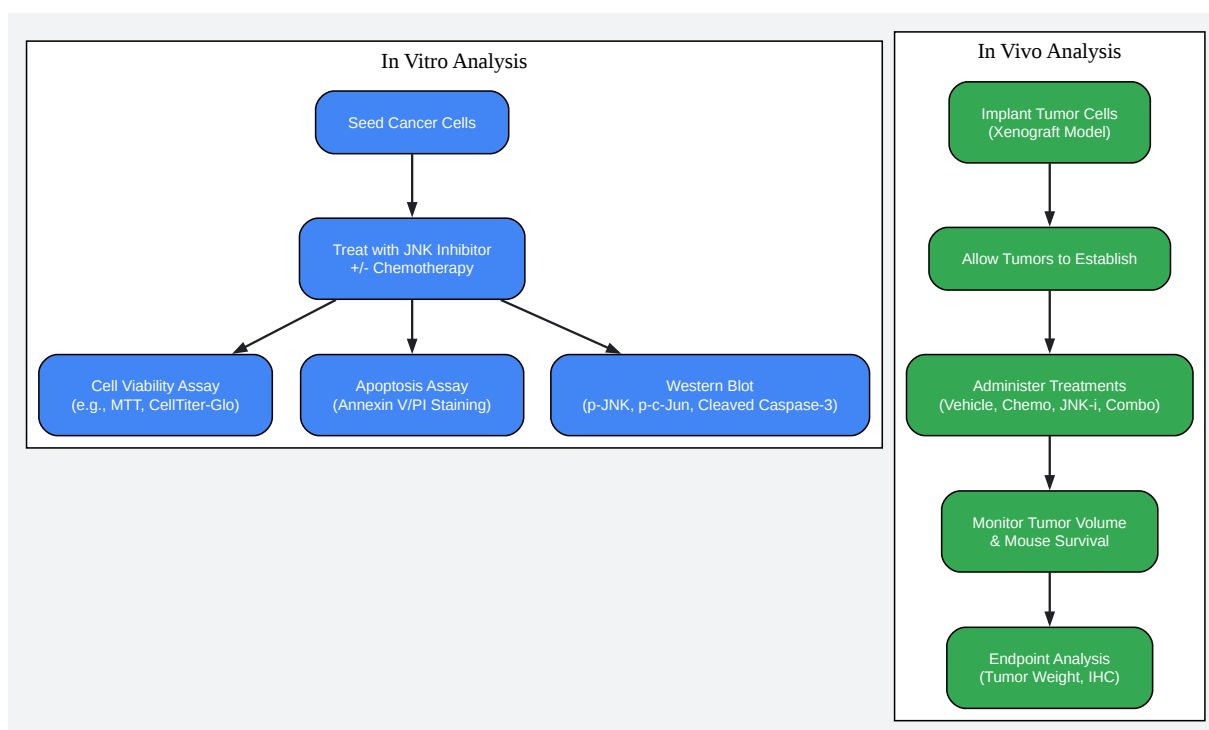 In Vitro Analysis
Seed Cancer Cells
Treat with JNK Inhibitor
+/- Chemotherapy
Cell Viability Assay
(e.g., MTT, CellTiter-Glo)
Apoptosis Assay
(Annexin V/PI Staining)
Western Blot
(p-JNK, p-c-Jun, Cleaved Caspase-3)
In Vivo Analysis
Implant Tumor Cells
(Xenograft Model)
Allow Tumors to Establish
Administer Treatments
(Vehicle, Chemo, JNK-i, Combo)
Monitor Tumor Volume
& Mouse Survival
Endpoint Analysis
(Tumor Weight, IHC)